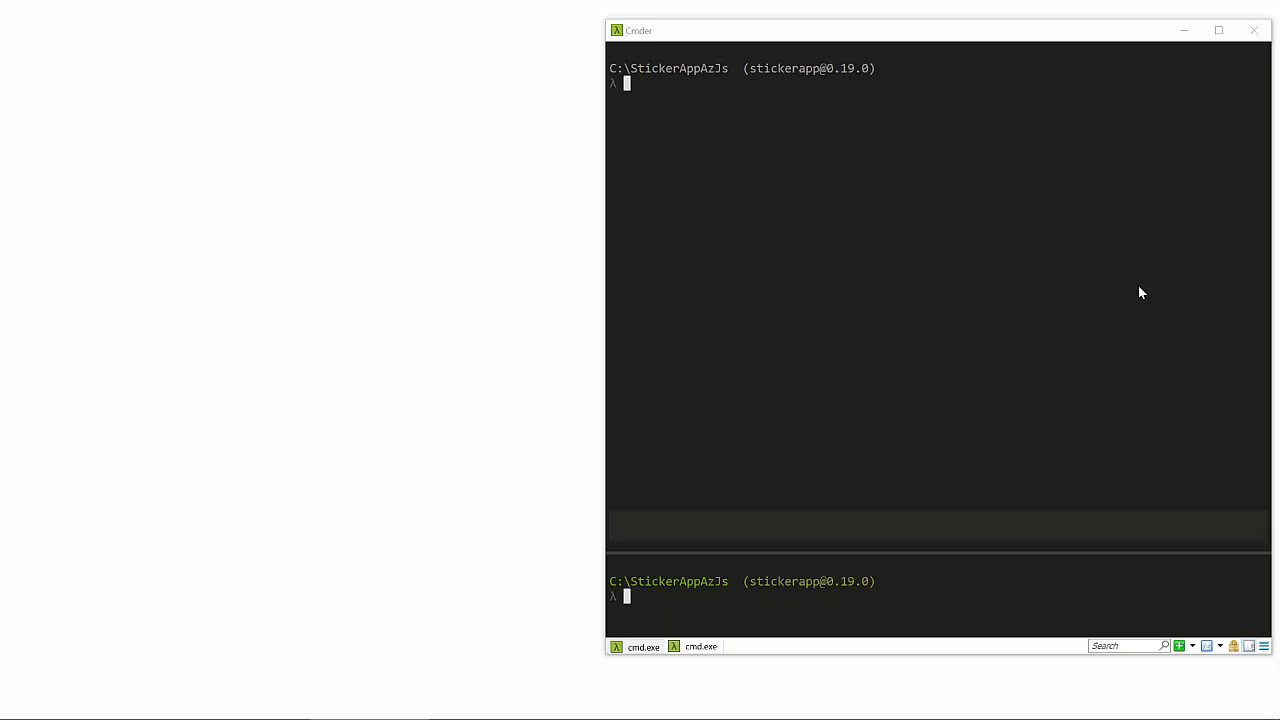 Cmder
C:\StickerAppAzJs  (stickerapp@0.19.0)
λ
C:\StickerAppAzJs  (stickerapp@0.19.0)
λ
cmd.exe cmd.exe Search